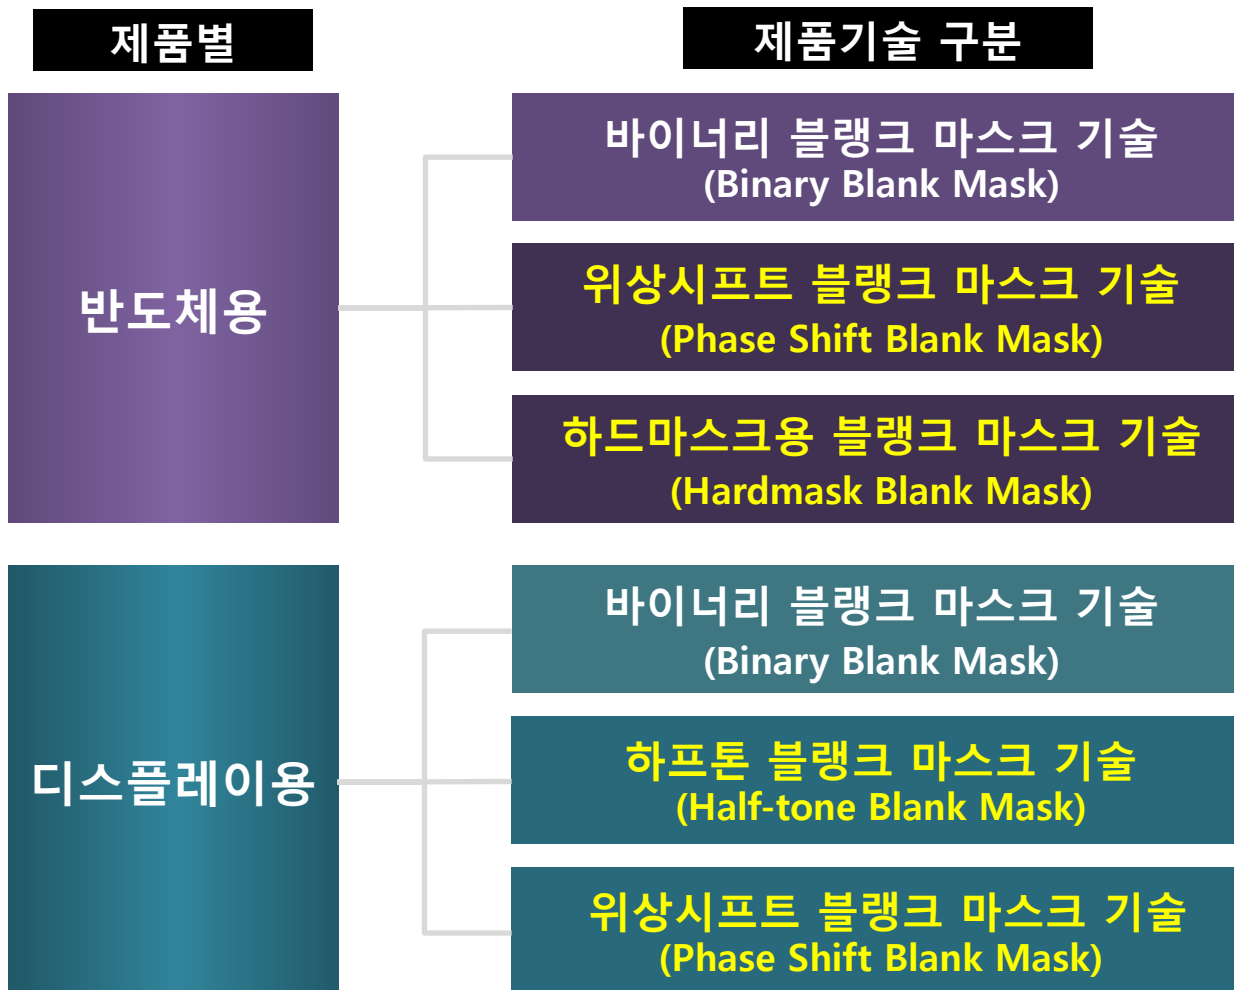 제품별
제품기술 구분
반도체용
바이너리 블랭크 마스크 기술
(Binary Blank Mask)
위상시프트 블랭크 마스크 기술
(Phase Shift Blank Mask)
하드마스크용 블랭크 마스크 기술
(Hardmask Blank Mask)
디스플레이용
바이너리 블랭크 마스크 기술
(Binary Blank Mask)
하프톤 블랭크 마스크 기술
(Half-tone Blank Mask)
위상시프트 블랭크 마스크 기술
(Phase Shift Blank Mask)